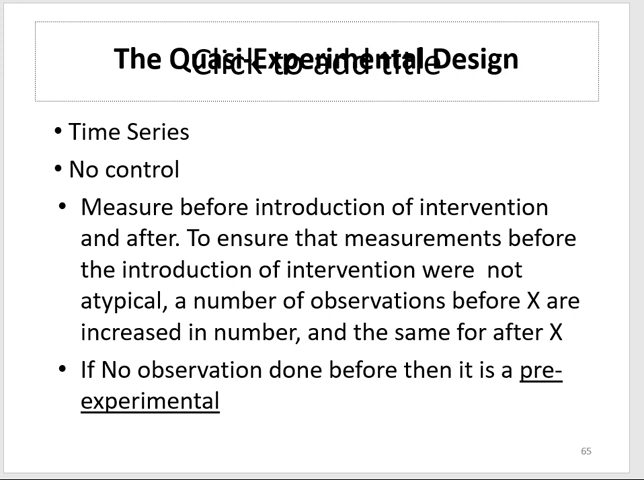 The Quasi-Experimental Design
Click to add title
• Time Series
• No control
• Measure before introduction of intervention
and after. To ensure that measurements before
the introduction of intervention were  not
atypical, a number of observations before X are
increased in number, and the same for after X
• If No observation done before then it is a pre-
experimental
65